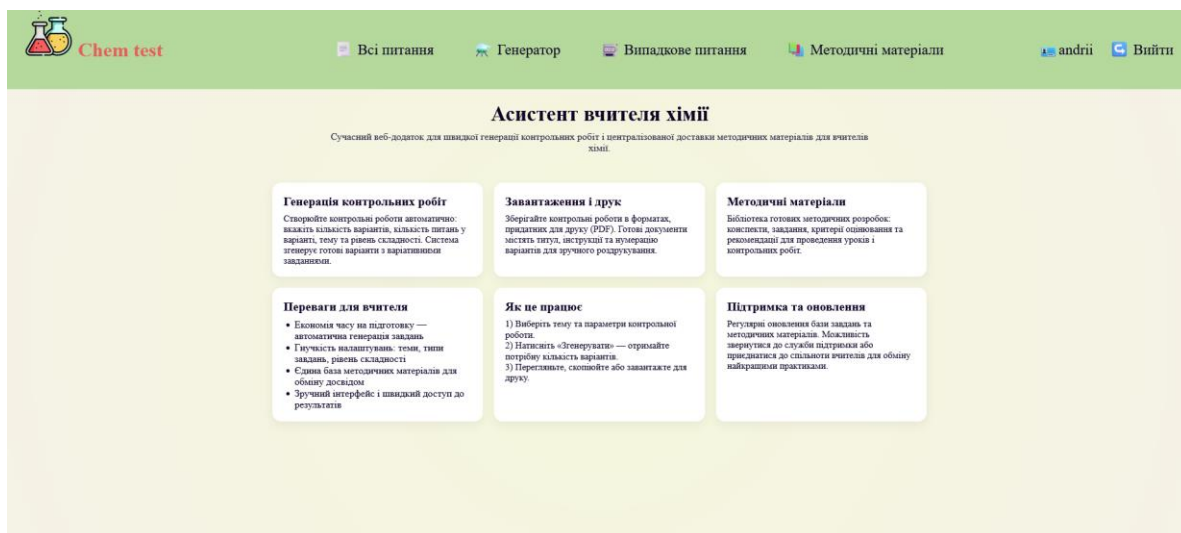 Chem test
Всі питання
Генератор
Випадкове питання
Методичні матеріали
andrii
Вийти
Асистент вчителя хімії
Сучасний веб-додаток для швидкої генерації контрольних робіт і централізованої доставки методичних матеріалів для вчителів
хімії.
Генерація контрольних робіт
Створюйте контрольні роботи автоматично:
вкажіть кількість варіантів, кількість питань у
варіанті, тему та рівень складності. Система
згенерує готові варіанти з варіативними
завданнями.
Завантаження і друк
Зберігайте контрольні роботи в форматах,
придатних для друку (PDF). Готові документи
містять титул, інструкції та нумерацію
варіантів для зручного роздрукування.
Методичні матеріали
Бібліотека готових методичних розробок:
конспекти, завдання, критерії оцінювання та
рекомендації для проведення уроків і
контрольних робіт.
Переваги для вчителя
• Економія часу на підготовку —
автоматична генерація завдань
• Гнучкість налаштувань: теми, типи
завдань, рівень складності
• Єдина база методичних матеріалів для
обміну досвідом
• Зручний інтерфейс і швидкий доступ до
результатів
Як це працює
1) Виберіть тему та параметри контрольної
роботи.
2) Натисніть «Згенерувати» — отримайте
потрібну кількість варіантів.
3) Перегляньте, скопіюйте або завантажте для
друку.
Підтримка та оновлення
Регулярні оновлення бази завдань та
методичних матеріалів. Можливість
звернутися до служби підтримки або
приєднатися до спільноти вчителів для обміну
найкращими практиками.